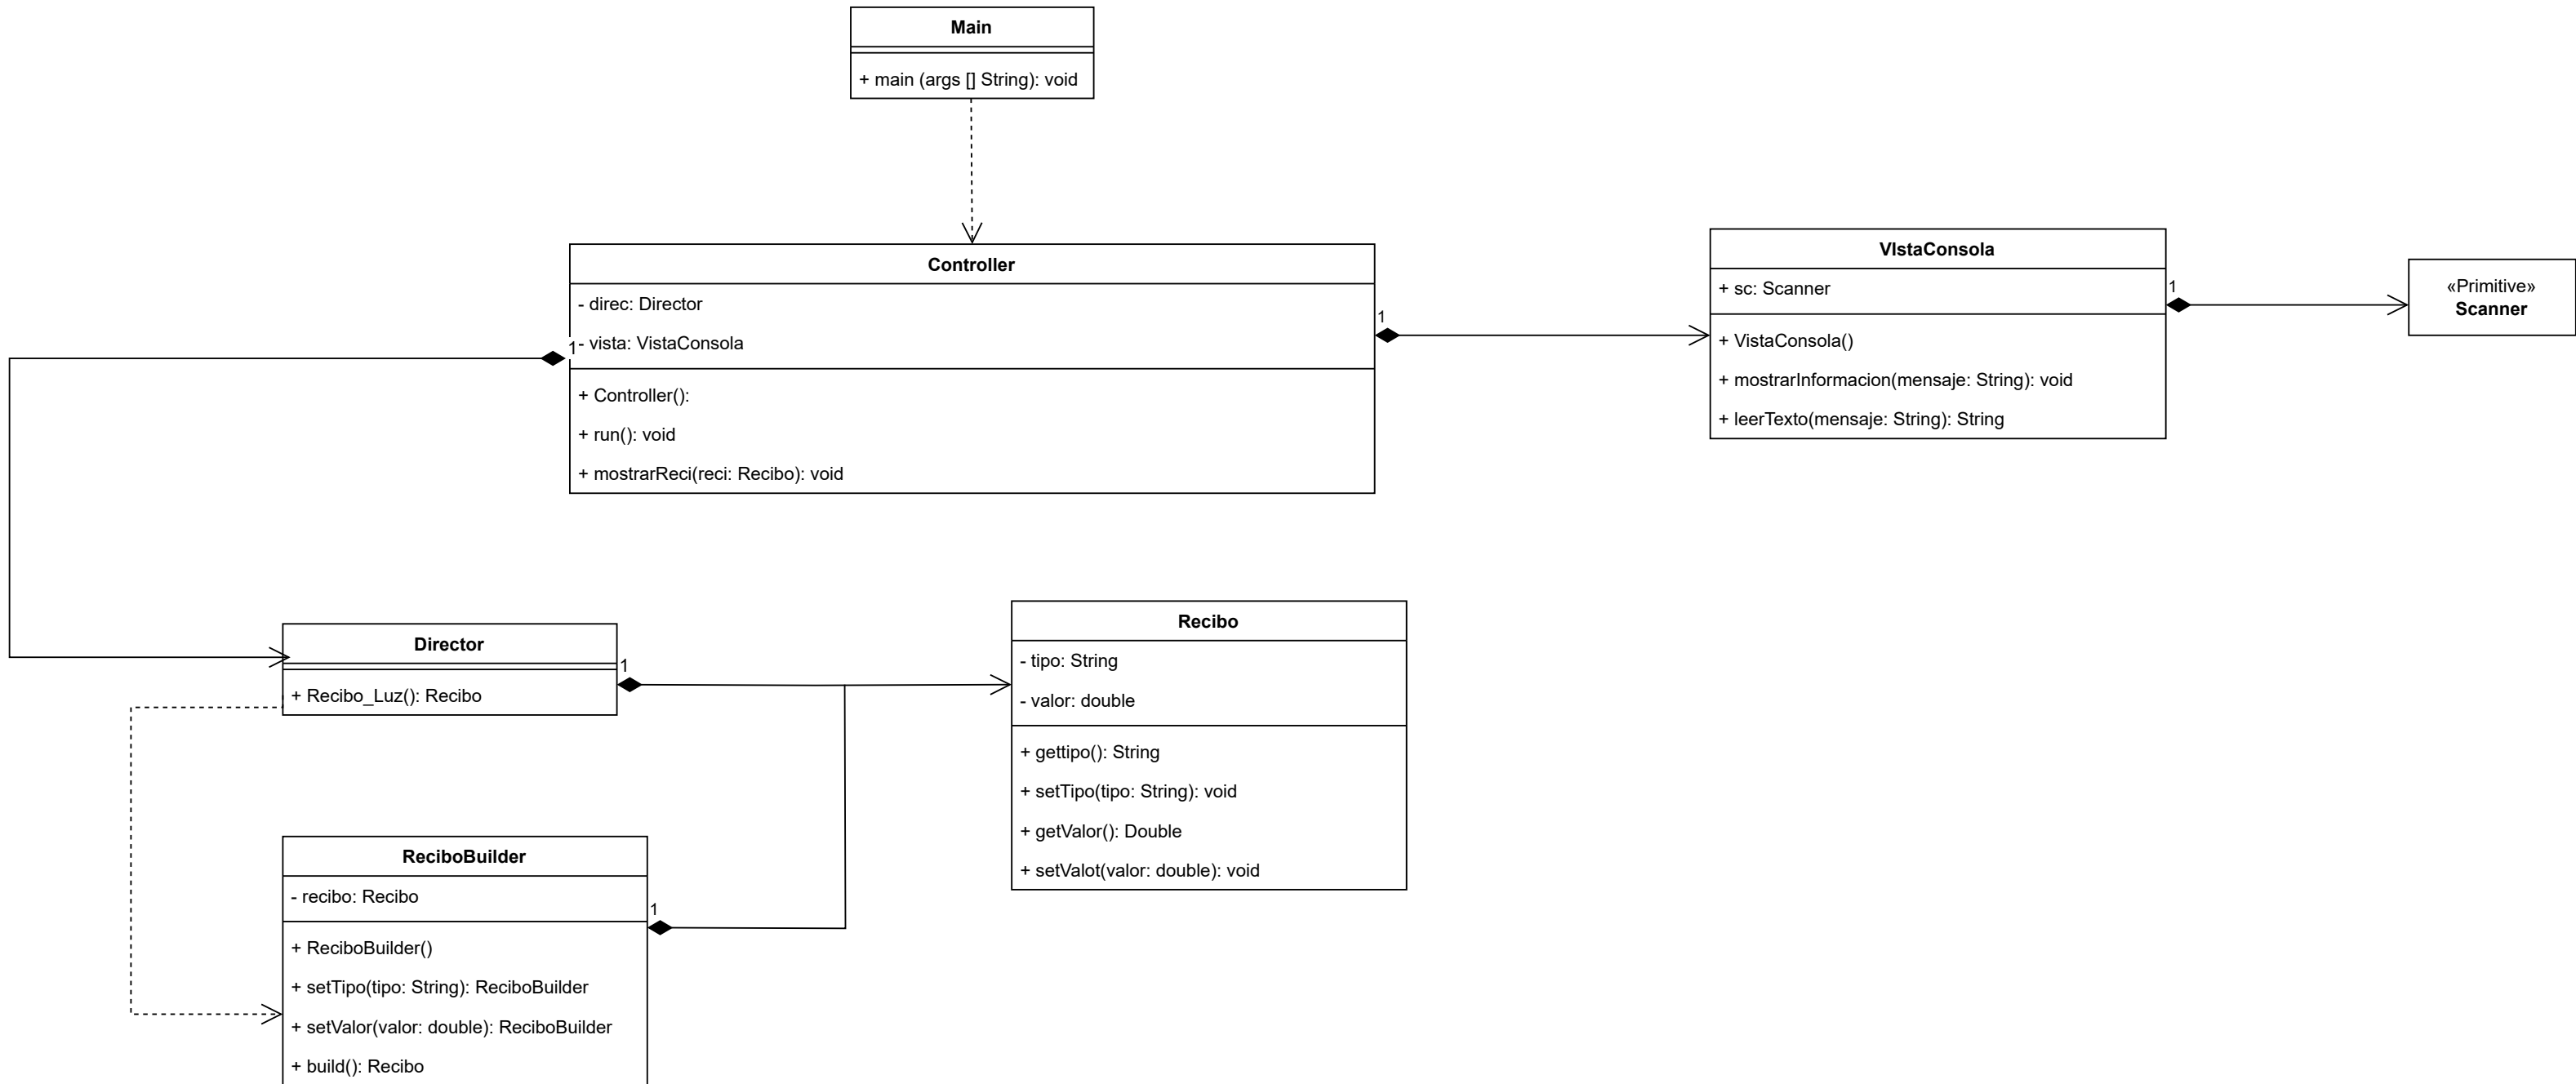 Main
+ main (args [] String): void
Controller
- direc: Director
- vista: VistaConsola
+ Controller():
+ run(): void
+ mostrarReci(reci: Recibo): void
1
1
VIstaConsola
+ sc: Scanner
+ VistaConsola()
+ mostrarInformacion(mensaje: String): void
+ leerTexto(mensaje: String): String
1
«Primitive»
Scanner
Director
+ Recibo_Luz(): Recibo
1
Recibo
- tipo: String
- valor: double
+ gettipo(): String
+ setTipo(tipo: String): void
+ getValor(): Double
+ setValot(valor: double): void
ReciboBuilder
- recibo: Recibo
+ ReciboBuilder()
+ setTipo(tipo: String): ReciboBuilder
+ setValor(valor: double): ReciboBuilder
+ build(): Recibo
1